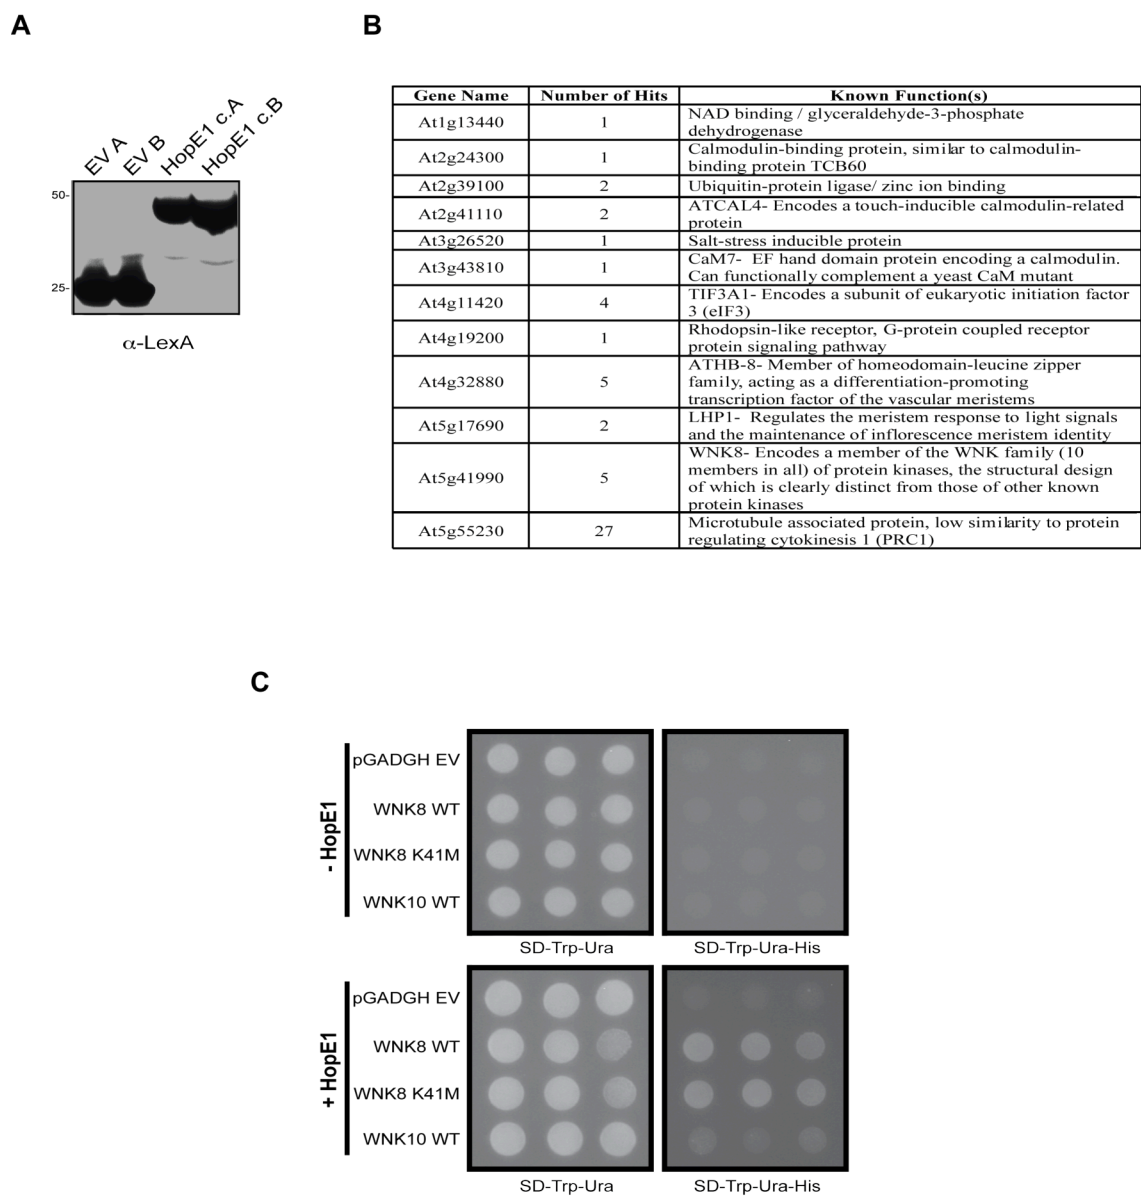 A
B
EV A
EV B
HopE1 c.A
HopE1 c.B
50-
25-
α-LexA
Gene Name Number of Hits Known Function(s)
At1g13440 1 NAD binding / glyceraldehyde-3-phosphate
dehydrogenase
At2g24300 1 Calmodulin-binding protein, similar to calmodulin-
binding protein TCB60
At2g39100 2 Ubiquitin-protein ligase/ zinc ion binding
At2g41110 2 ATCAL4- Encodes a touch-inducible calmodulin-related
protein
At3g26520 1 Salt-stress inducible protein
At3g43810 1 CaM7- EF hand domain protein encoding a calmodulin.
Can functionally complement a yeast CaM mutant
At4g11420 4 TIF3A1- Encodes a subunit of eukaryotic initiation factor
3 (eIF3)
At4g19200 1 Rhodopsin-like receptor, G-protein coupled receptor
protein signaling pathway
At4g32880 5 ATHB-8- Member of homeodomain-leucine zipper
family, acting as a differentiation-promoting
transcription factor of the vascular meristems
At5g17690 2 LHP1- Regulates the meristem response to light signals
and the maintenance of inflorescence meristem identity
At5g41990 5 WNK8- Encodes a member of the WNK family (10
members in all) of protein kinases, the structural design
of which is clearly distinct from those of other known
protein kinases
At5g55230 27 Microtubule associated protein, low similarity to protein
regulating cytokinesis 1 (PRC1)
C
- HopE1
pGADGH EV
WNK8 WT
WNK8 K41M
WNK10 WT
SD-Trp-Ura SD-Trp-Ura-His
+ HopE1
pGADGH EV
WNK8 WT
WNK8 K41M
WNK10 WT
SD-Trp-Ura SD-Trp-Ura-His